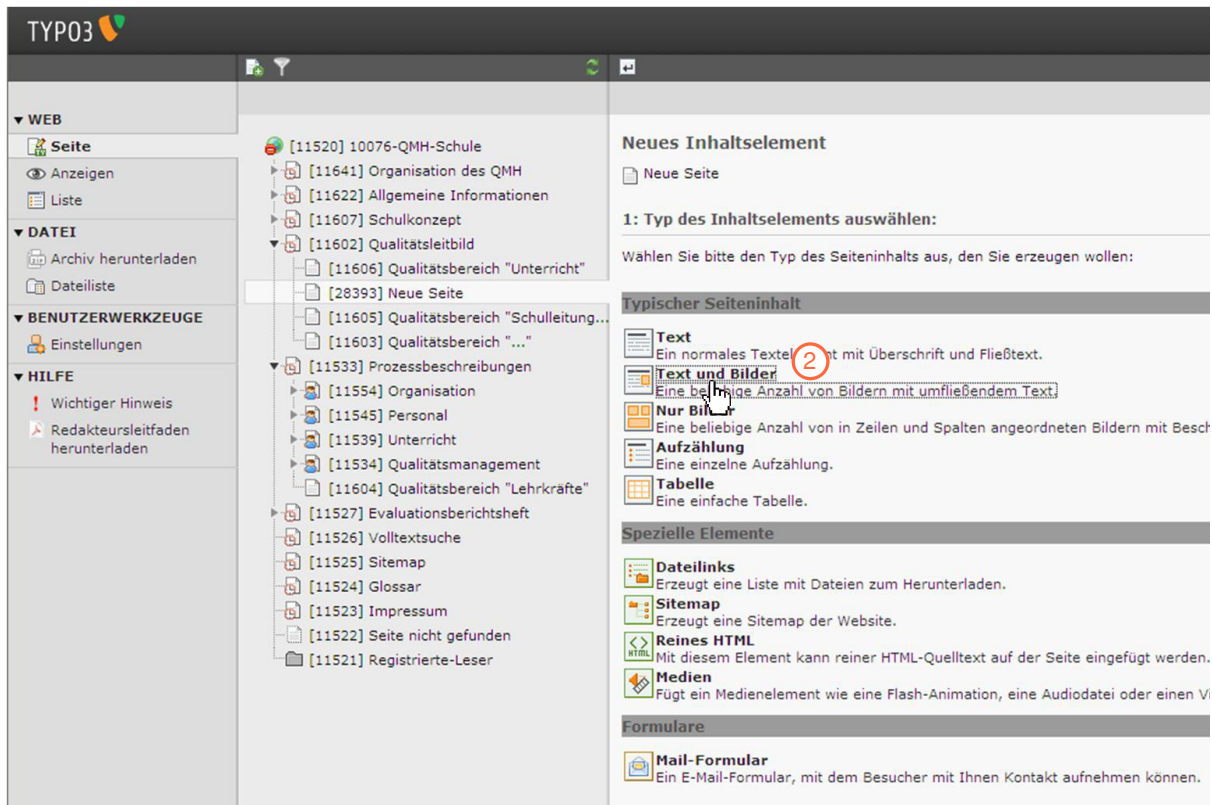 TYPO3
WEB
Seite
Anzeigen
Liste
DATEI
Archiv herunterladen
Dateiliste
BENUTZERWERKZEUGE
Einstellungen
HILFE
Wichtiger Hinweis
Redakteursleitfaden
herunterladen
[11520] 10076-QMH-Schule
[11641] Organisation des QMH
[11622] Allgemeine Informationen
[11607] Schulkonzept
[11602] Qualitätsleitbild
[11606] Qualitätsbereich "Unterricht"
[28393] Neue Seite
[11605] Qualitätsbereich "Schulleitung...
[11603] Qualitätsbereich "..."
[11533] Prozessbeschreibungen
[11554] Organisation
[11545] Personal
[11539] Unterricht
[11534] Qualitätsmanagement
[11604] Qualitätsbereich "Lehrkräfte"
[11527] Evaluationsberichtsheft
[11526] Volltextsuche
[11525] Sitemap
[11524] Glossar
[11523] Impressum
[11522] Seite nicht gefunden
[11521] Registrierte-Leser
Neues Inhaltselement
Neue Seite
1: Typ des Inhaltselements auswählen:
Wählen Sie bitte den Typ des Seiteninhalts aus, den Sie erzeugen wollen:
Typischer Seiteninhalt
Text
Ein normales mit Überschrift und Fließtext.
2
Text und Bilder
Eine beliebige Anzahl von Bildern mit umfließendem Text.
Nur Bilder
Eine beliebige Anzahl von in Zeilen und Spalten angeordneten Bildern mit Besch
Aufzählung
Eine einzelne Aufzählung.
Tabelle
Eine einfache Tabelle.
Spezielle Elemente
Dateilinks
Erzeugt eine Liste mit Dateien zum Herunterladen.
Sitemap
Erzeugt eine Sitemap der Website.
HTML
Reines HTML
Mit diesem Element kann reiner HTML-Quelltext auf der Seite eingefügt werden.
Medien
Fügt ein Medienelement wie eine Flash-Animation, eine Audiodatei oder einen Vi
Formulare
Mail-Formular
Ein E-Mail-Formular, mit dem Besucher mit Ihnen Kontakt aufnehmen können.